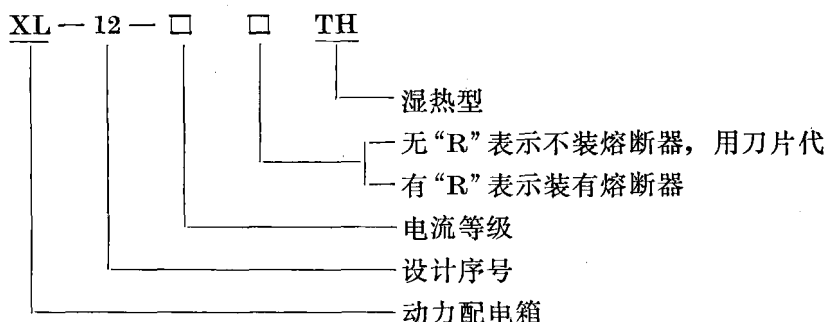 XL－12－□ □ TH
湿热型
无“R”表示不装熔断器，用刀片代
有“R”表示装有熔断器
电流等级
设计序号
动力配电箱